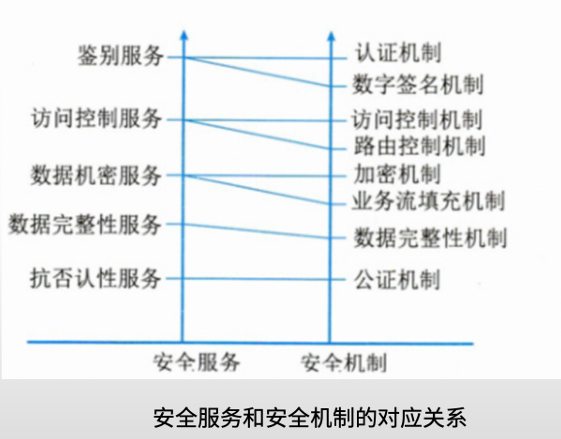 鉴别服务
认证机制
数字签名机制
访问控制服务
访问控制机制
路由控制机制
数据机密服务
加密机制
业务流填充机制
数据完整性服务
数据完整性机制
抗否认性服务
公证机制
安全服务
安全机制
安全服务和安全机制的对应关系